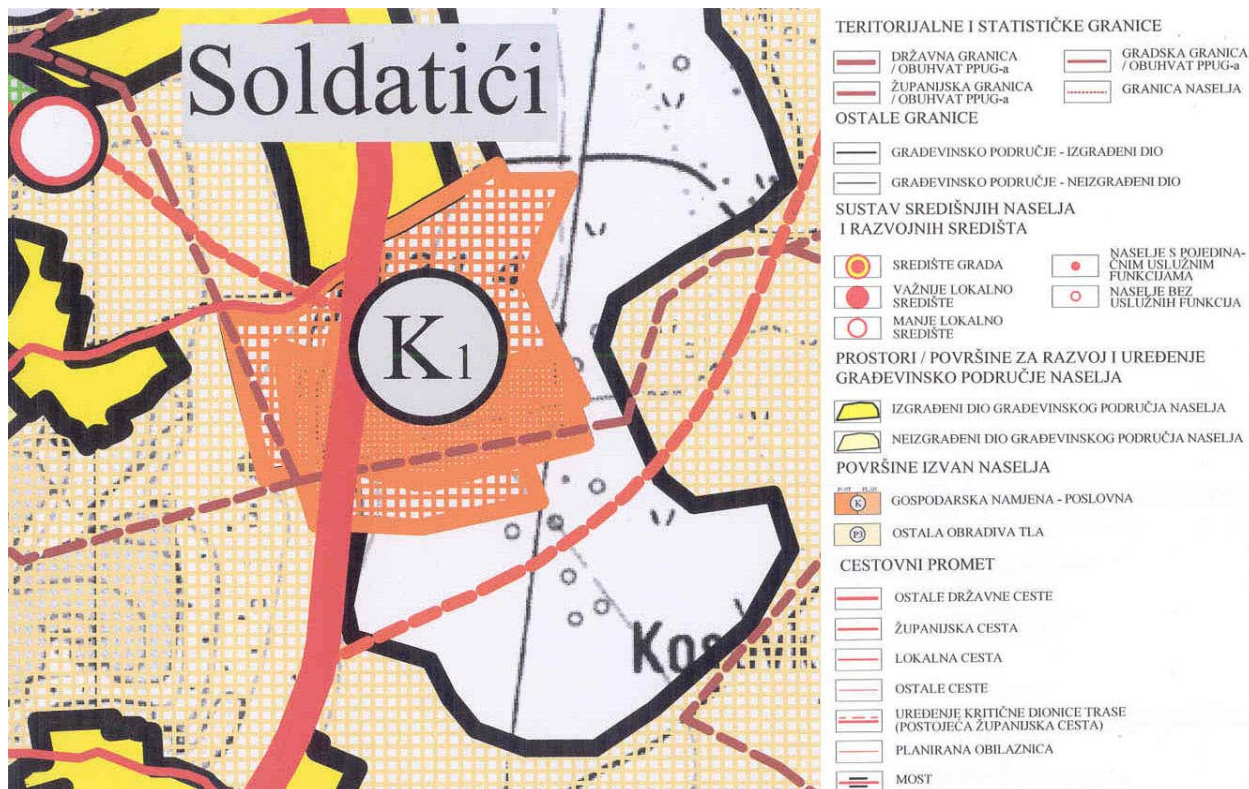 Soldatići
K1
TERITORIJALNE I STATISTIČKE GRANICE
DRŽAVNA GRANICA
/ OBUHVAT PPUG-a
GRADSKA GRANICA
/ OBUHVAT PPUG-a
ŽUPANIJSKA GRANICA
/ OBUHVAT PPUG-a
GRANICA NASELJA
OSTALE GRANICE
GRAĐEVINSKO PODRUČJE - IZGRAĐENI DIO
GRAĐEVINSKO PODRUČJE - NEIZGRAĐENI DIO
SUSTAV SREDIŠNJIH NASELJA
I RAZVOJNIH SREDIŠTA
SREDIŠTE GRADA
NASELJE S POJEDINA-
ČNIM USLUŽNIM
FUNKCIJAMA
VAŽNIJE LOKALNO
SREDIŠTE
NASELJE BEZ
USLUŽNIH FUNKCIJA
MANJE LOKALNO
SREDIŠTE
PROSTORI / POVRŠINE ZA RAZVOJ I UREĐENJE
GRAĐEVINSKO PODRUČJE NASELJA
IZGRAĐENI DIO GRAĐEVINSKOG PODRUČJA NASELJA
NEIZGRAĐENI DIO GRAĐEVINSKOG PODRUČJA NASELJA
POVRŠINE IZVAN NASELJA
K
GOSPODARSKA NAMJENA - POSLOVNA
P3
OSTALA OBRADIVA TLA
CESTOVNI PROMET
OSTALE DRŽAVNE CESTE
ŽUPANIJSKA CESTA
LOKALNA CESTA
OSTALE CESTE
UREĐENJE KRITIČNE DIONICE TRASE
(POSTOJEĆA ŽUPANIJSKA CESTA)
PLANIRANA OBILAZNICA
MOST